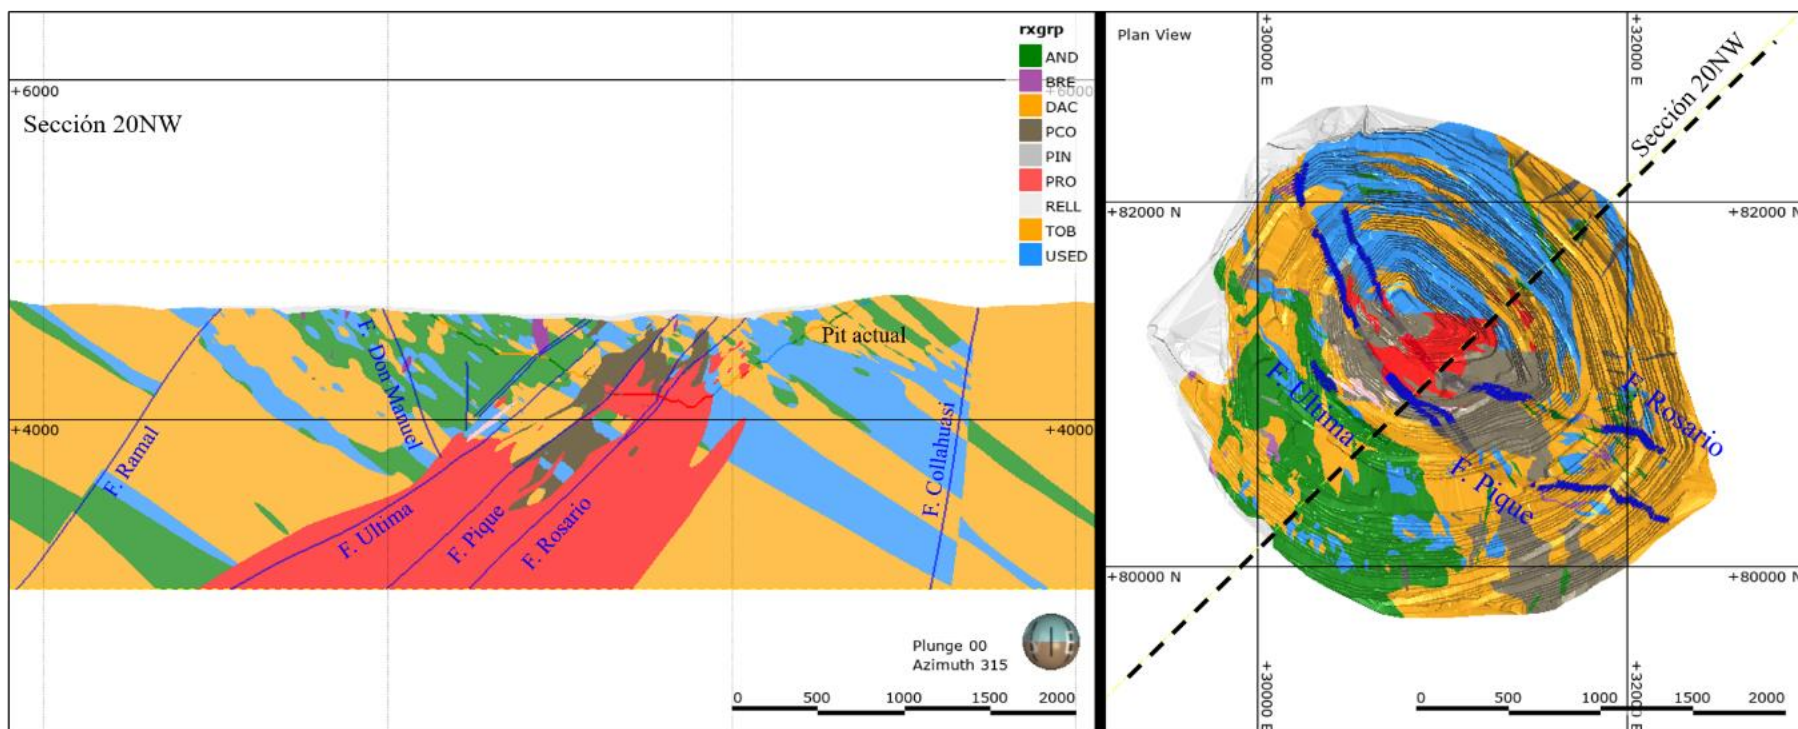 +6000
Sección 20NW
rxgrp
AND
BRE
DAC
PCO
PIN
PRO
RELL
TOB
USED
+6000
Pit actual
F. Don Manuel
+4000
+4000
F. Ramal
F. Ultima
F. Pique
F. Rosario
F. Collahuasi
Plunge 00
Azimuth 315
0 500 1000 1500 2000
Plan View
+30000 E
+32000 E
Sección 20NW
+82000 N
+82000 N
F. Ultima
F. Rosario
F. Pique
+80000 N
+80000 N
+30000 E
+32000 E
0 500 1000 1500 2000